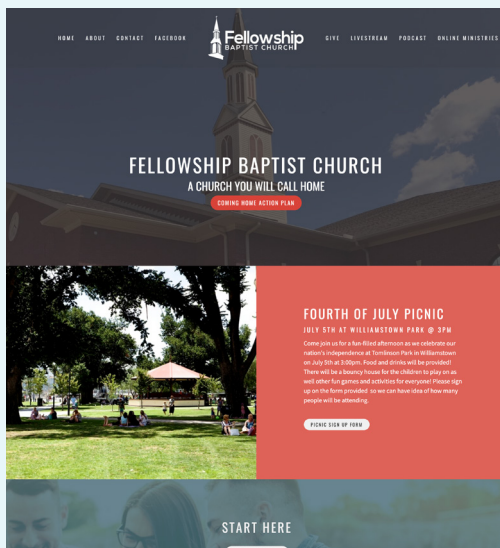 HOME ABOUT CONTACT FACEBOOK
Fellowship
BAPTIST CHURCH
GIVE LIVESTREAM PODCAST ONLINE MINISTRIES
FELLOWSHIP BAPTIST CHURCH
A CHURCH YOU WILL CALL HOME
COMING HOME ACTION PLAN
FOURTH OF JULY PICNIC
JULY 5TH AT WILLIAMSTOWN PARK @ 3PM
Come join us for a fun-filled afternoon as we celebrate our
nation's independence at Tomlinson Park in Williamstown
on July 5th at 3:00pm. Food and drinks will be provided!
There will be a bouncy house for the children to play on as
well other fun games and activities for everyone! Please sign
up on the form provided so we can have idea of how many
people will be attending.
PICNIC SIGN UP FORM
START HERE